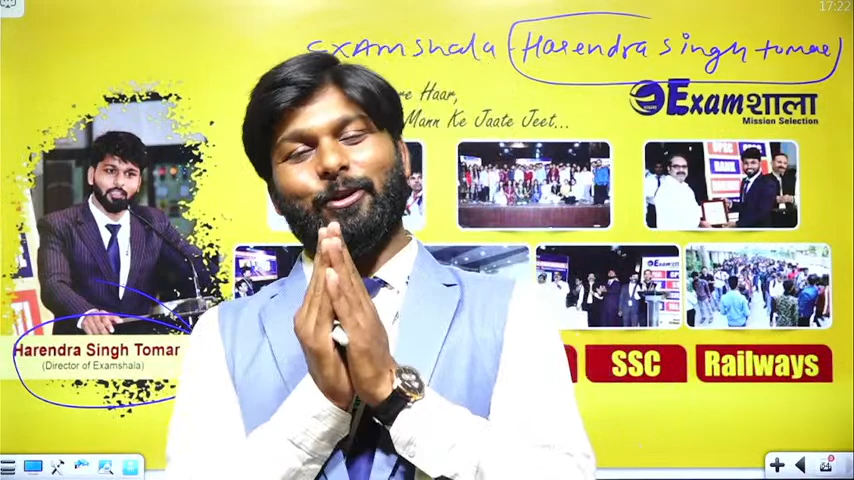 17:22
EXAMshala (Harendra singh tomar)
re Haar,
Mann Ke Jaate Jeet...
Examशाला
Mission Selection
Harendra Singh Tomar
(Director of Examshala)
SSC
Railways